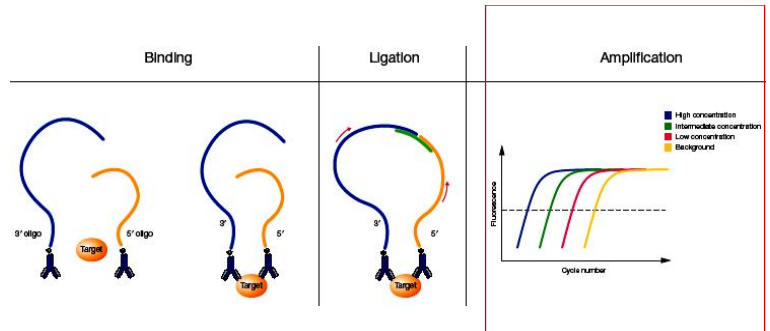 Binding
Ligation
Amplification
3′ oligo
Target
5′ oligo
3′
5′
Target
3′
5′
Target
High concentration
Intermediate concentration
Low concentration
Background
Fluorescence
Cycle number